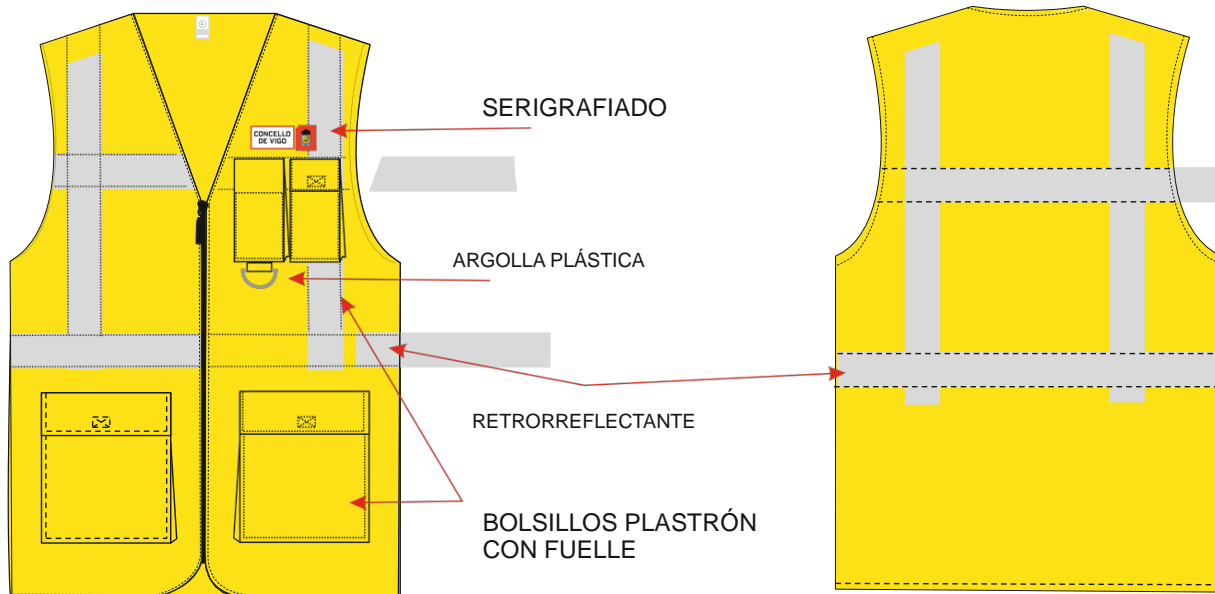 SERIGRAFIADO
CONCELLO
DE VIGO
ARGOLLA PLÁSTICA
RETRORREFLECTANTE
BOLSILLOS PLASTRÓN
CON FUELLE